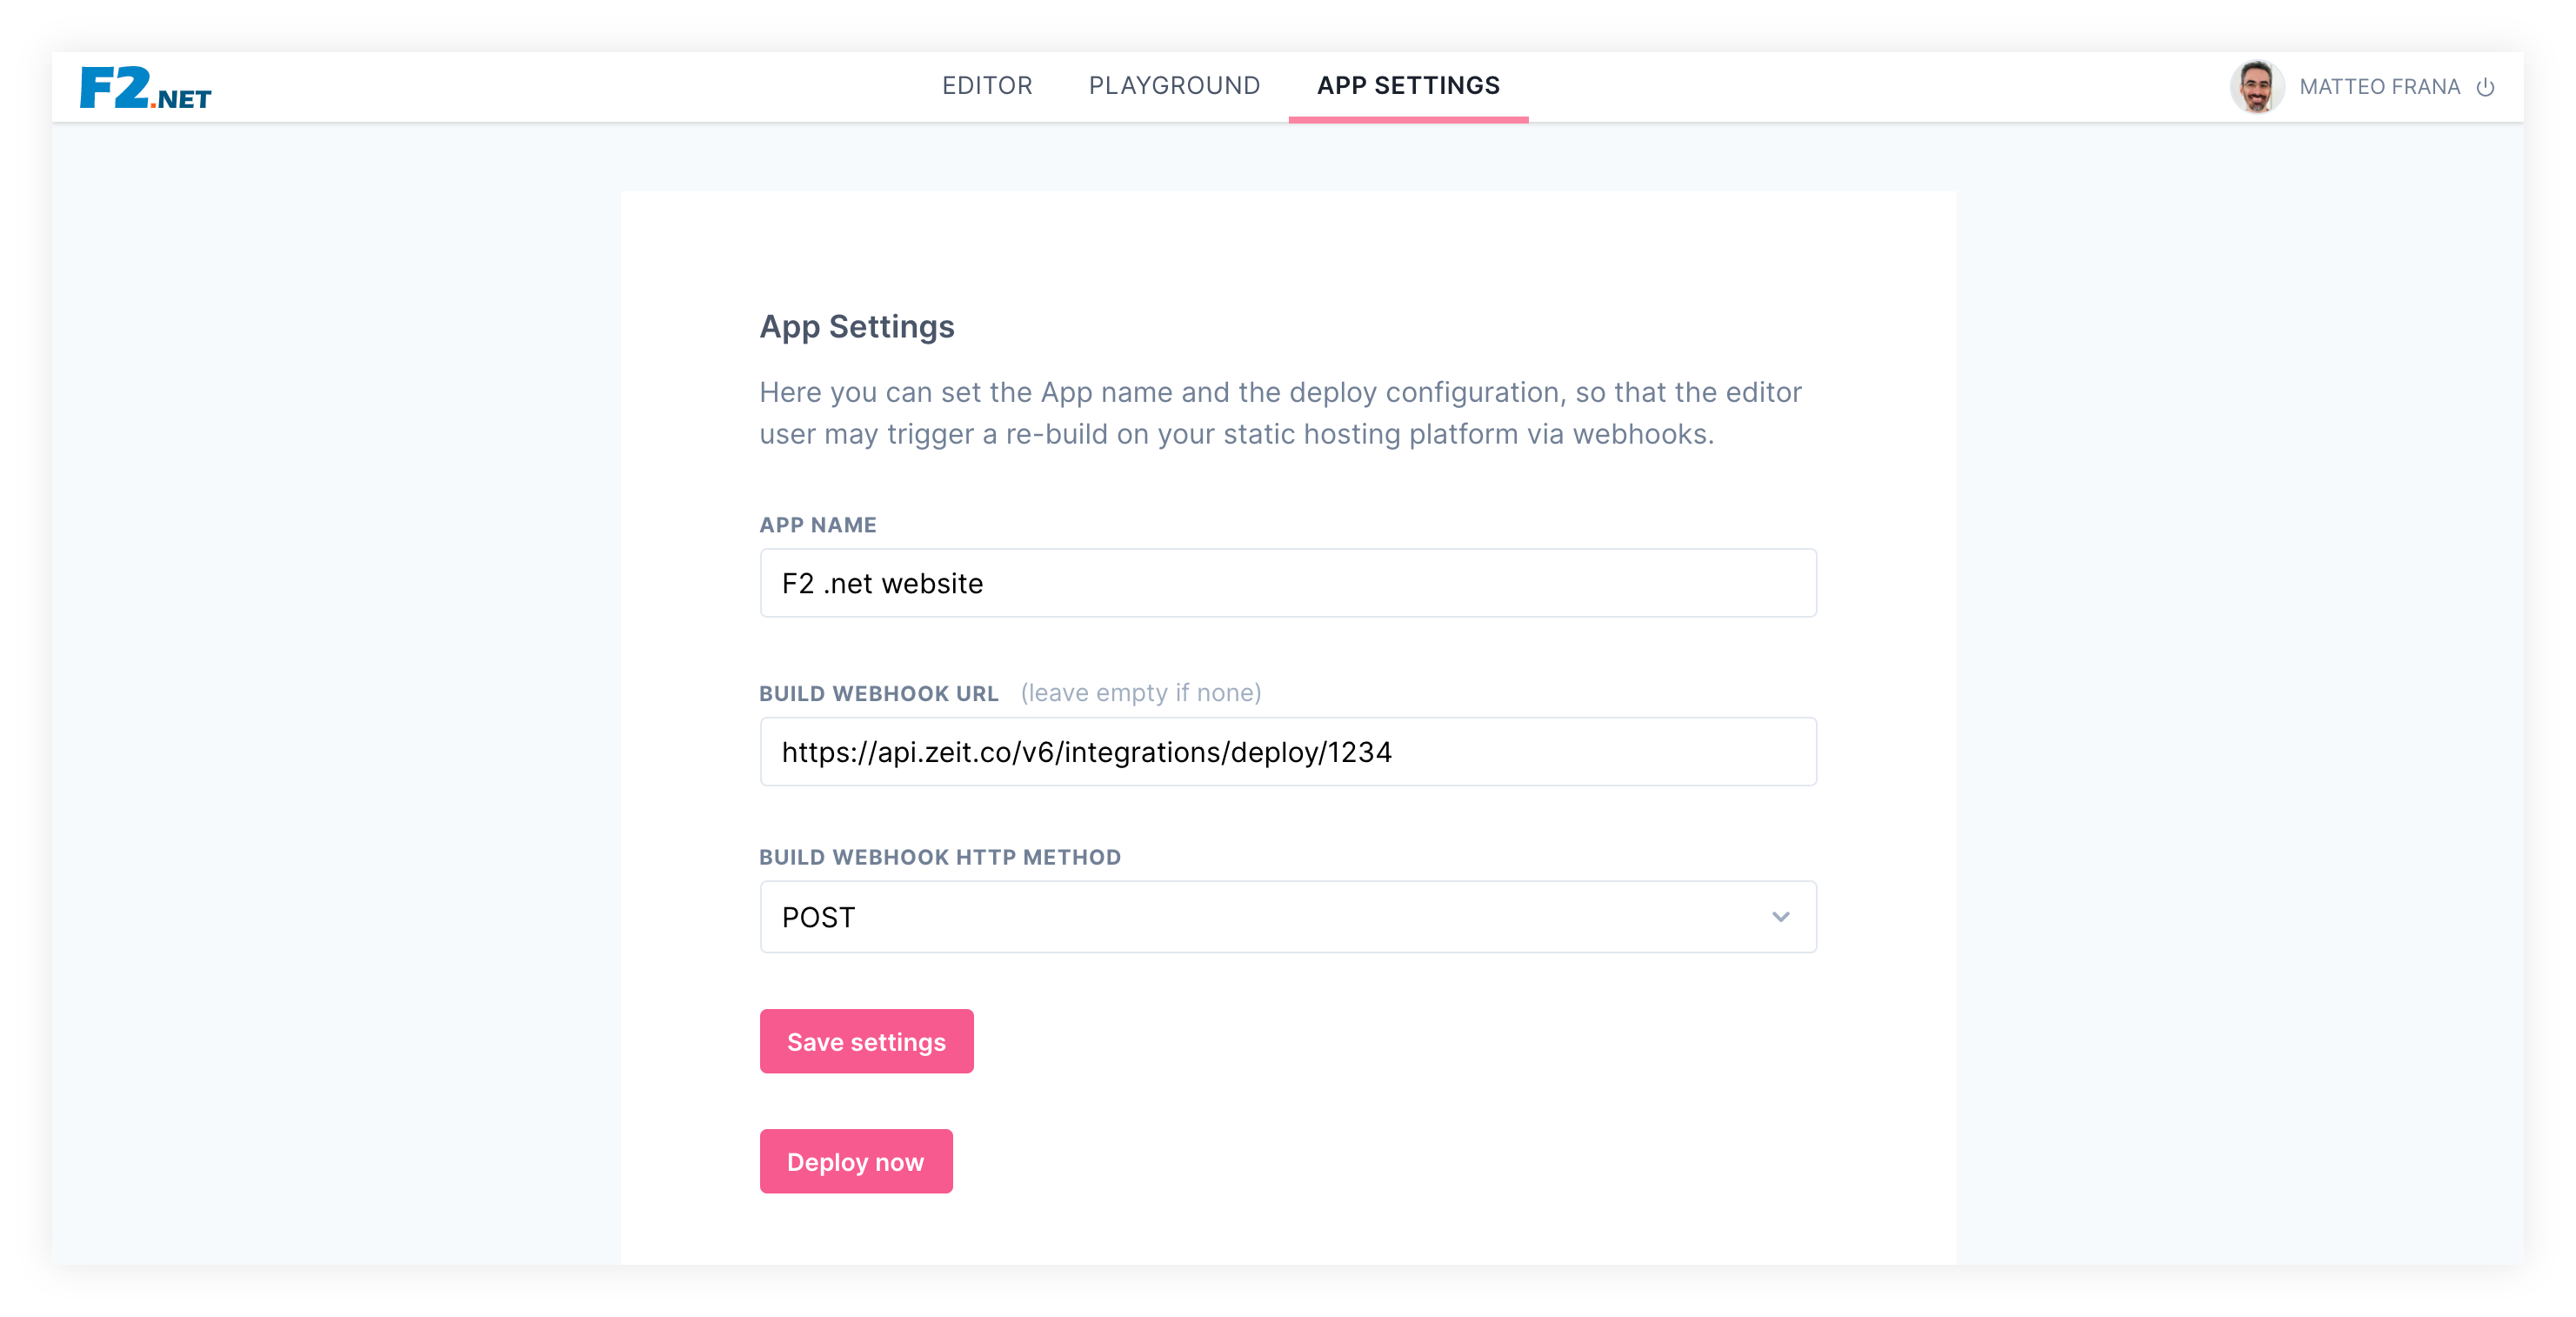 F2.NET
EDITOR PLAYGROUND APP SETTINGS
MATTEO FRANA
App Settings
Here you can set the App name and the deploy configuration, so that the editor
user may trigger a re-build on your static hosting platform via webhooks.
APP NAME
F2 .net website
BUILD WEBHOOK URL (leave empty if none)
https://api.zeit.co/v6/integrations/deploy/1234
BUILD WEBHOOK HTTP METHOD
POST
Save settings
Deploy now